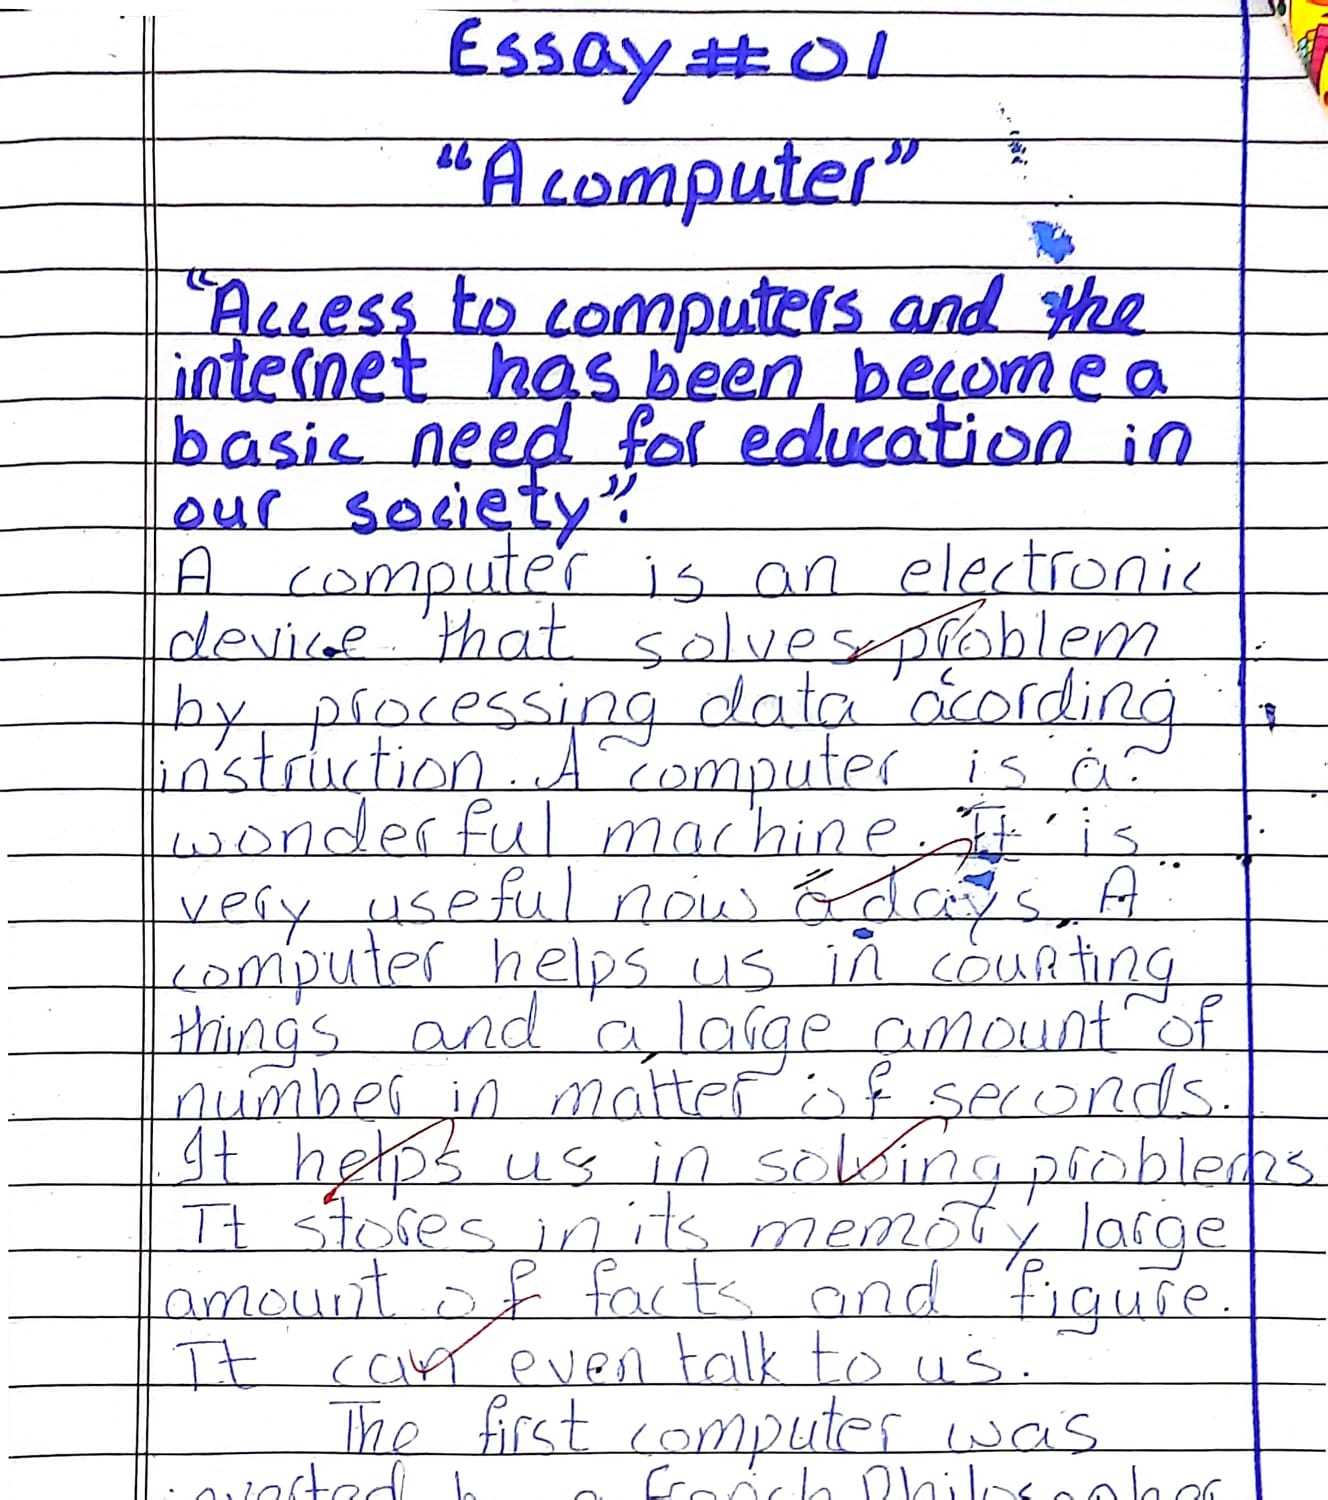 Essay # 01
"A computer"
"Access to computers and the
internet has been become a
basic need for education in
our society".
A computer is an electronic
device that solves problem
by processing data acording
instruction. A computer is a
wonderful machine. It is
very useful now a days. A
computer helps us in counting
things and a large amount of
number in matter of seconds.
It helps us in solving problems
It stores in its memory large
amount of facts and figure.
It can even talk to us.
The first computer was
a French Philosopher